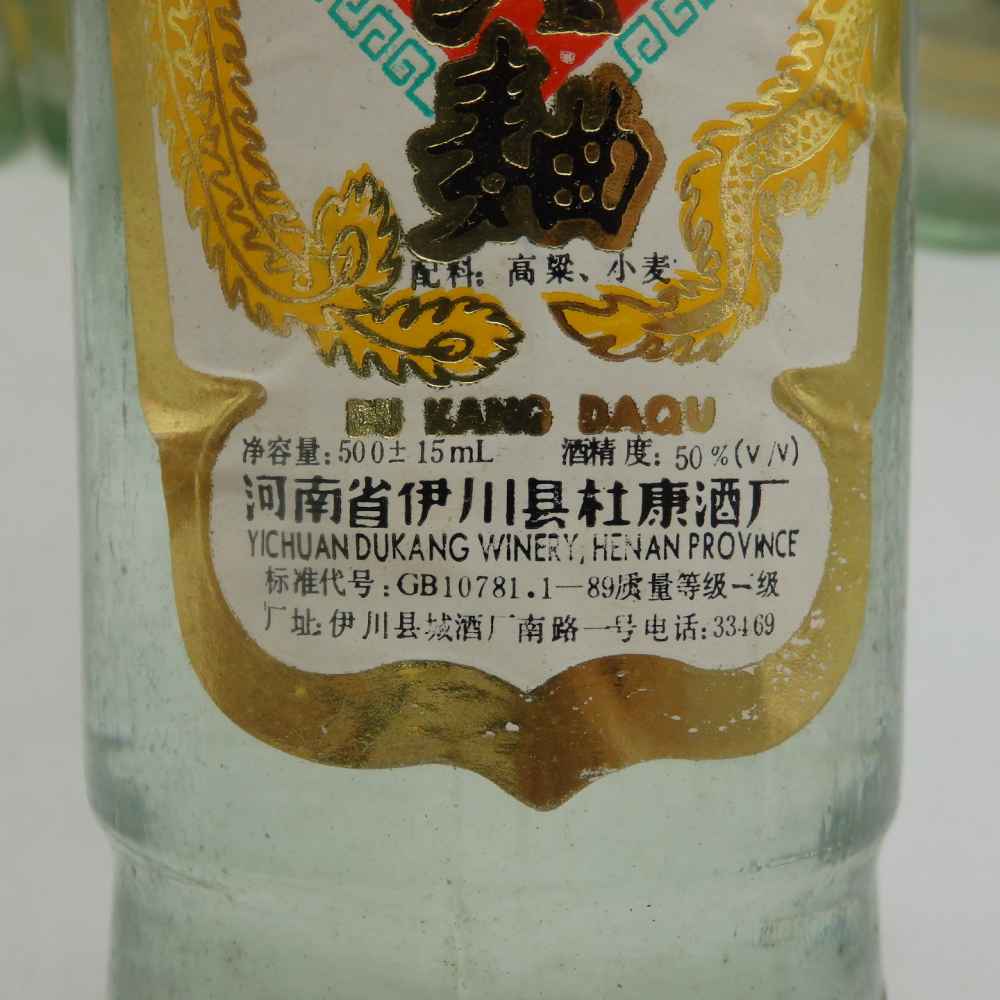 麯
配料：高粱、小麦
DU KANG DAQU
净容量：500±15mL 酒精度：50%(V/V)
河南省伊川县杜康酒厂
YICHUAN DUKANG WINERY, HENAN PROVINCE
标准代号：GB10781.1—89质量等级一级
厂址：伊川县城酒厂南路一号电话：33469